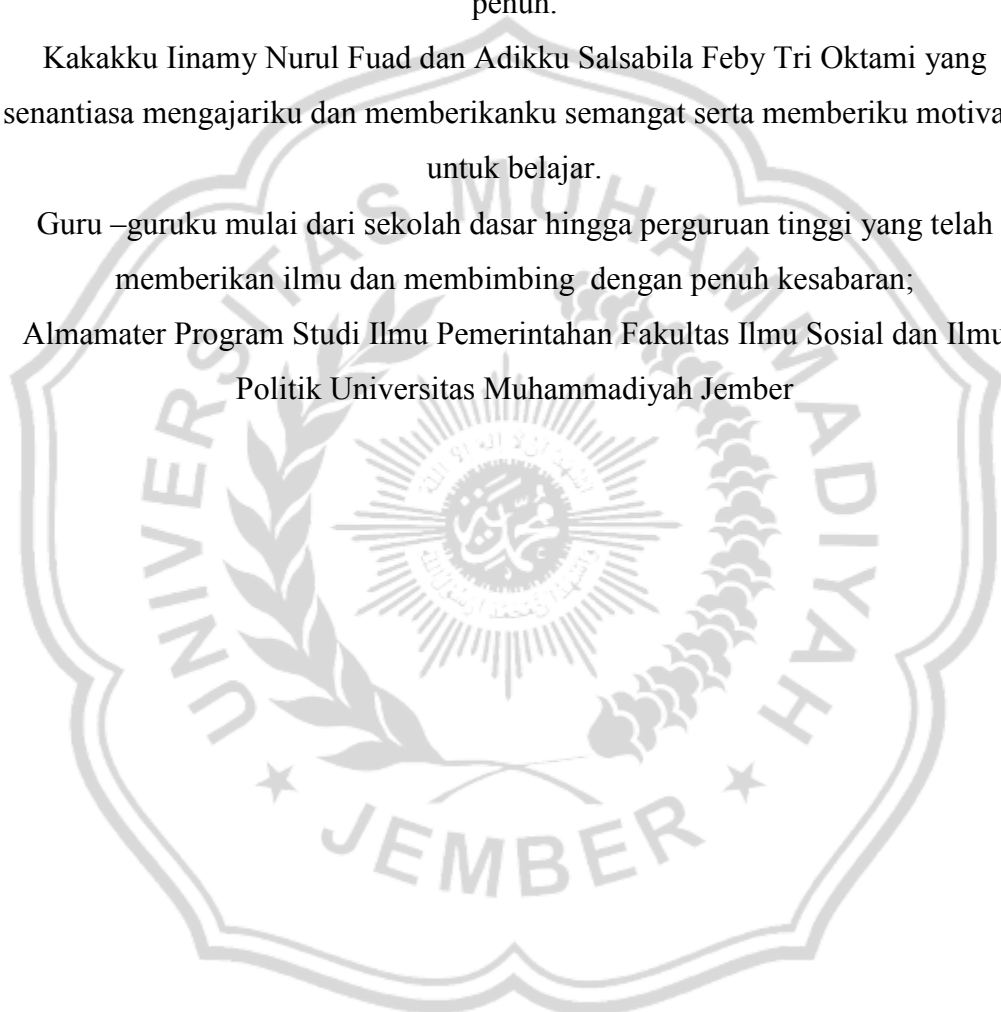 penuh.
Kakakku Iinamy Nurul Fuad dan Adikku Salsabila Feby Tri Oktami yang
senantiasa mengajariku dan memberikanku semangat serta memberiku motiva
untuk belajar.
Guru –guruku mulai dari sekolah dasar hingga perguruan tinggi yang telah
memberikan ilmu dan membimbing dengan penuh kesabaran;
Almamater Program Studi Ilmu Pemerintahan Fakultas Ilmu Sosial dan Ilmu
Politik Universitas Muhammadiyah Jember
UNIVERSITAS MUHAMMADIYAH
JEMBER